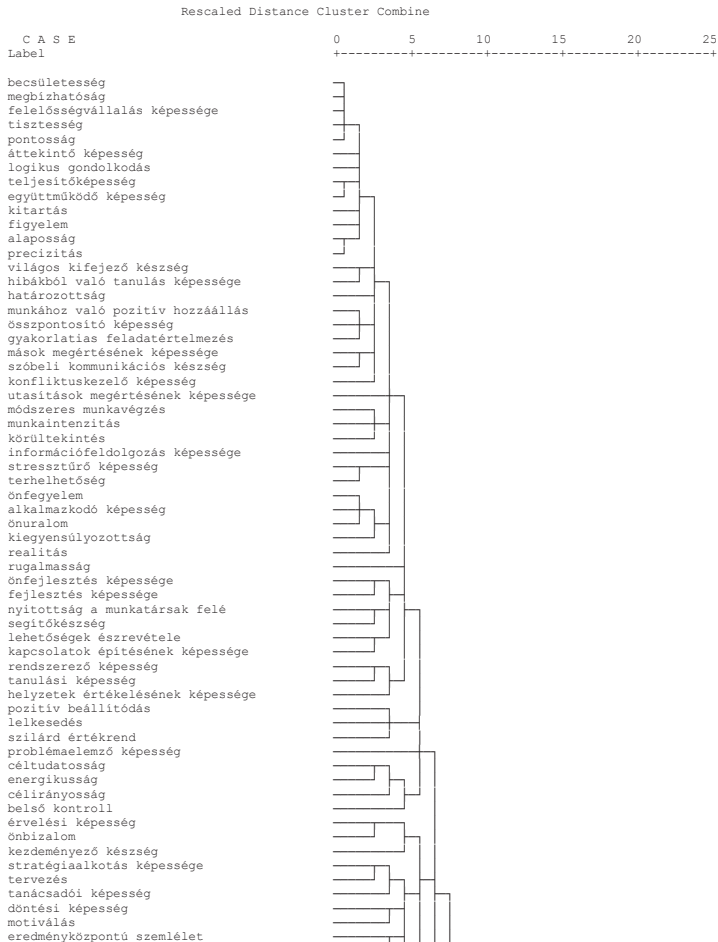 Rescaled Distance Cluster Combine
C A S E 0 5 10 15 20 25
Label +---------+---------+---------+---------+---------+
becsületesség
megbízhatóság
felelősségvállalás képessége
tisztesség
pontosság
áttekintő képesség
logikus gondolkodás
teljesítőképesség
együttműködő képesség
kitartás
figyelem
alaposság
precizitás
világos kifejező készség
hibákból való tanulás képessége
határozottság
munkához való pozitív hozzáállás
összpontosító képesség
gyakorlatias feladatértelmezés
mások megértésének képessége
szóbeli kommunikációs készség
konfliktuskezelő képesség
utasítások megértésének képessége
módszeres munkavégzés
munkaintenzitás
körültekintés
információfeldolgozás képessége
stressztűrő képesség
terhelhetőség
önfegyelem
alkalmazkodó képesség
önuralom
kiegyensúlyozottság
realitás
rugalmasság
önfejlesztés képessége
fejlesztés képessége
nyitottság a munkatársak felé
segítőkészség
lehetőségek észrevétele
kapcsolatok építésének képessége
rendszerező képesség
tanulási képesség
helyzetek értékelésének képessége
pozitív beállítódás
lelkesedés
szilárd értékrend
problémaelemző képesség
céltudatosság
energikusság
célirányosság
belső kontroll
érvelési képesség
önbizalom
kezdeményező készség
stratégiaalkotás képessége
tervezés
tanácsadói képesség
döntési képesség
motiválás
eredményközpontú szemlélet